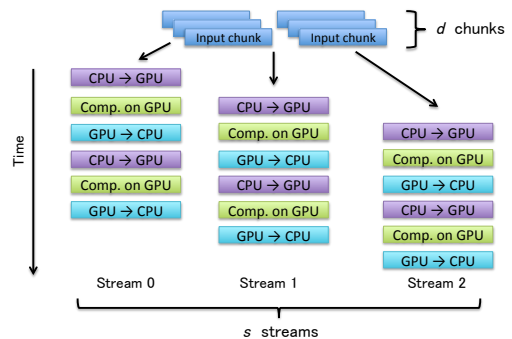 Input chunk
Input chunk
d chunks
Time
CPU → GPU
Comp. on GPU
GPU → CPU
CPU → GPU
Comp. on GPU
GPU → CPU
Stream 0
CPU → GPU
Comp. on GPU
GPU → CPU
CPU → GPU
Comp. on GPU
GPU → CPU
Stream 1
CPU → GPU
Comp. on GPU
GPU → CPU
CPU → GPU
Comp. on GPU
GPU → CPU
Stream 2
s streams